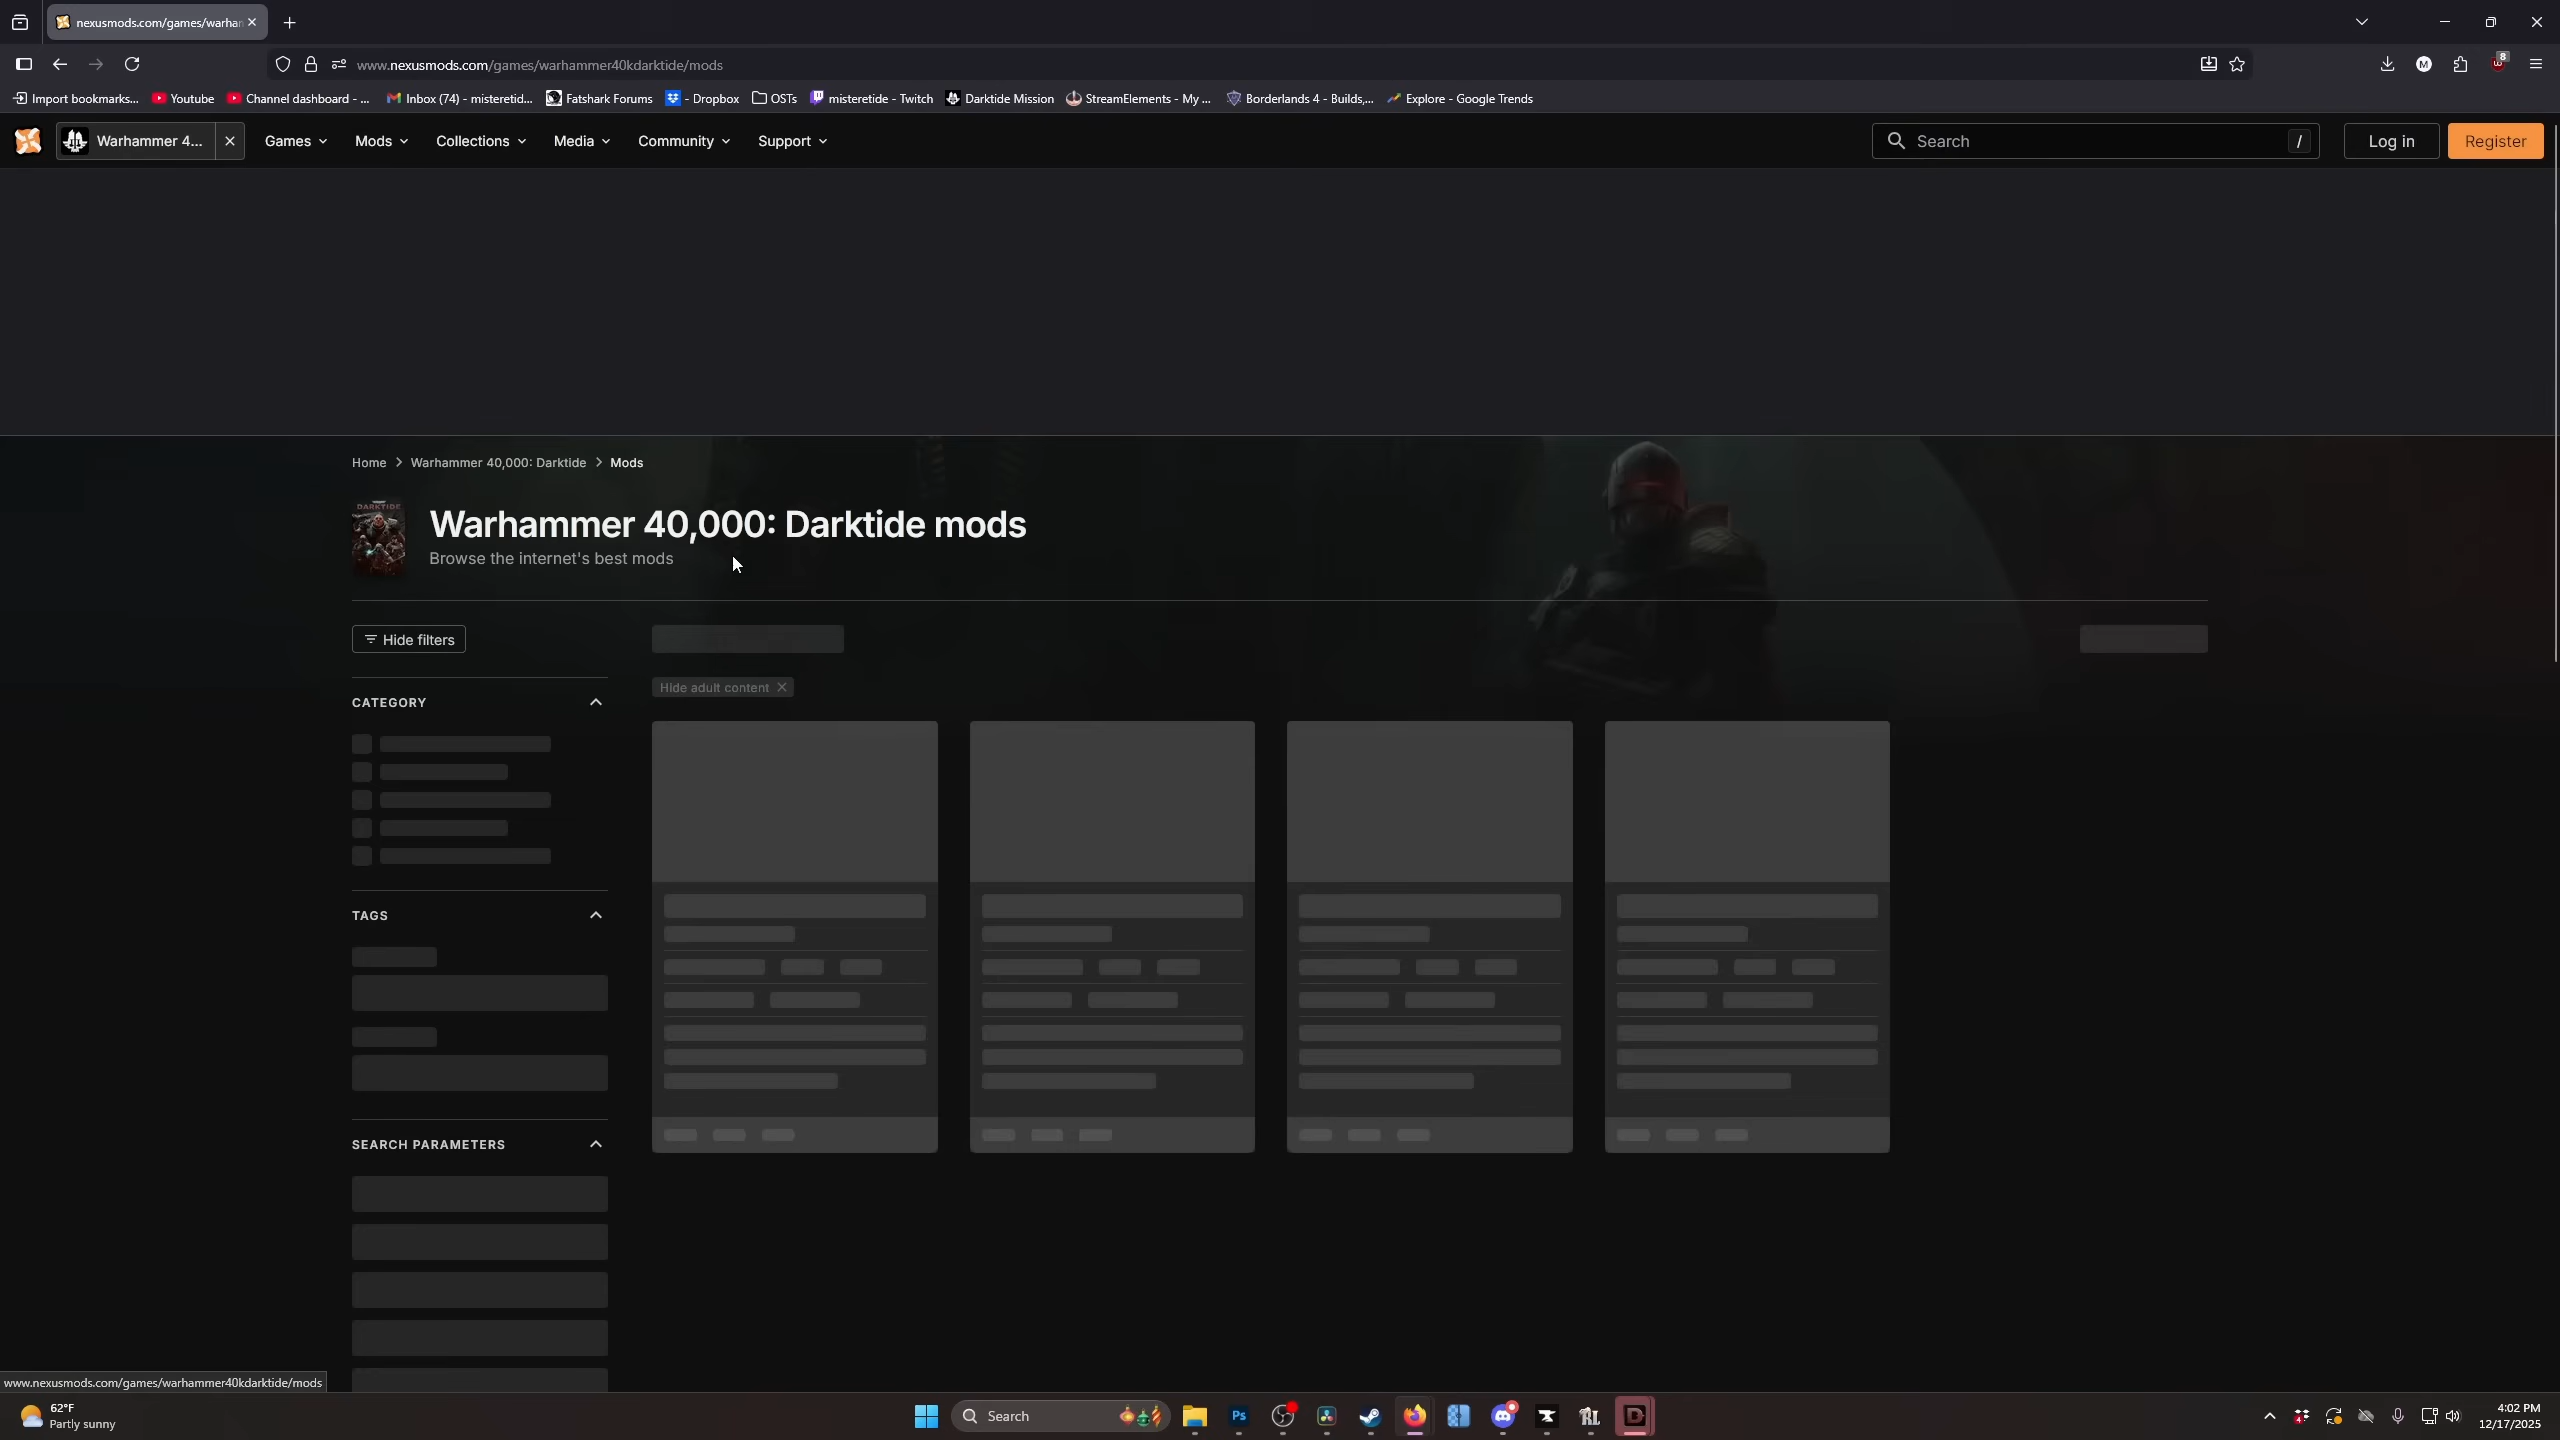 nexusmods.com/games/warhar
www.nexusmods.com/games/warhammer40kdarktide/mods
8
Import bookmarks...
Youtube
Channel dashboard - ...
Inbox (74) - misteretid...
Fatshark Forums
- Dropbox
OSTs
misteretide - Twitch
Darktide Mission
StreamElements - My ...
Borderlands 4 - Builds,...
Explore - Google Trends
Warhammer 4...
Games
Mods
Collections
Media
Community
Support
Search
/
Log in
Register
Home > Warhammer 40,000: Darktide > Mods
DARKTIDE
Warhammer 40,000: Darktide mods
Browse the internet's best mods
Hide filters
Hide adult content
CATEGORY
TAGS
SEARCH PARAMETERS
www.nexusmods.com/games/warhammer40kdarktide/mods
62°F
Partly sunny
Search
Ps
4:02 PM
12/17/2025